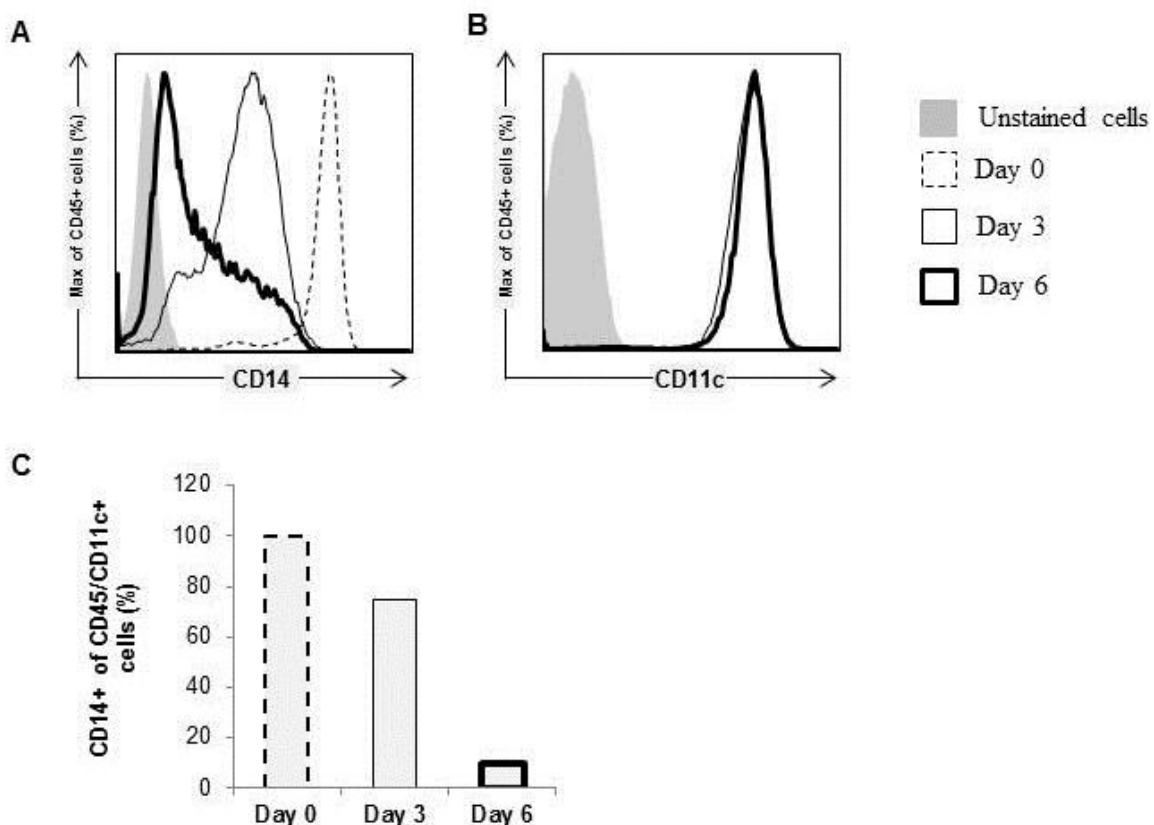 A
Max of CD45+ cells (%)
CD14
B
Max of CD45+ cells (%)
CD11c
Unstained cells
Day 0
Day 3
Day 6
C
CD14+ of CD45/CD11c+
cells (%)
120
100
80
60
40
20
0
Day 0 Day 3 Day 6